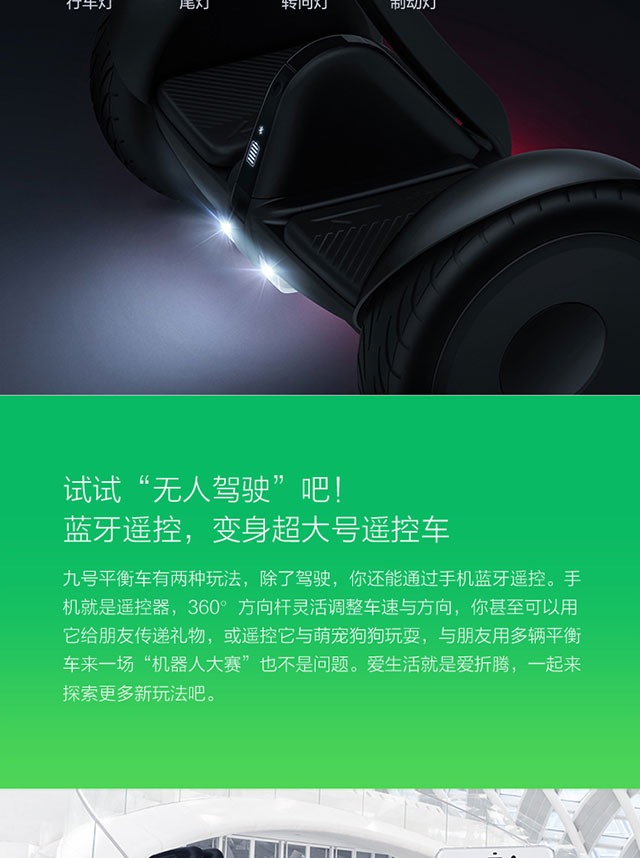 行车灯 尾灯 转向灯 制动灯
试试“无人驾驶”吧！
蓝牙遥控，变身超大号遥控车
九号平衡车有两种玩法，除了驾驶，你还能通过手机蓝牙遥控。手
机就是遥控器，360°方向杆灵活调整车速与方向，你甚至可以用
它给朋友传递礼物，或遥控它与萌宠狗狗玩耍，与朋友用多辆平衡
车来一场“机器人大赛”也不是问题。爱生活就是爱折腾，一起来
探索更多新玩法吧。